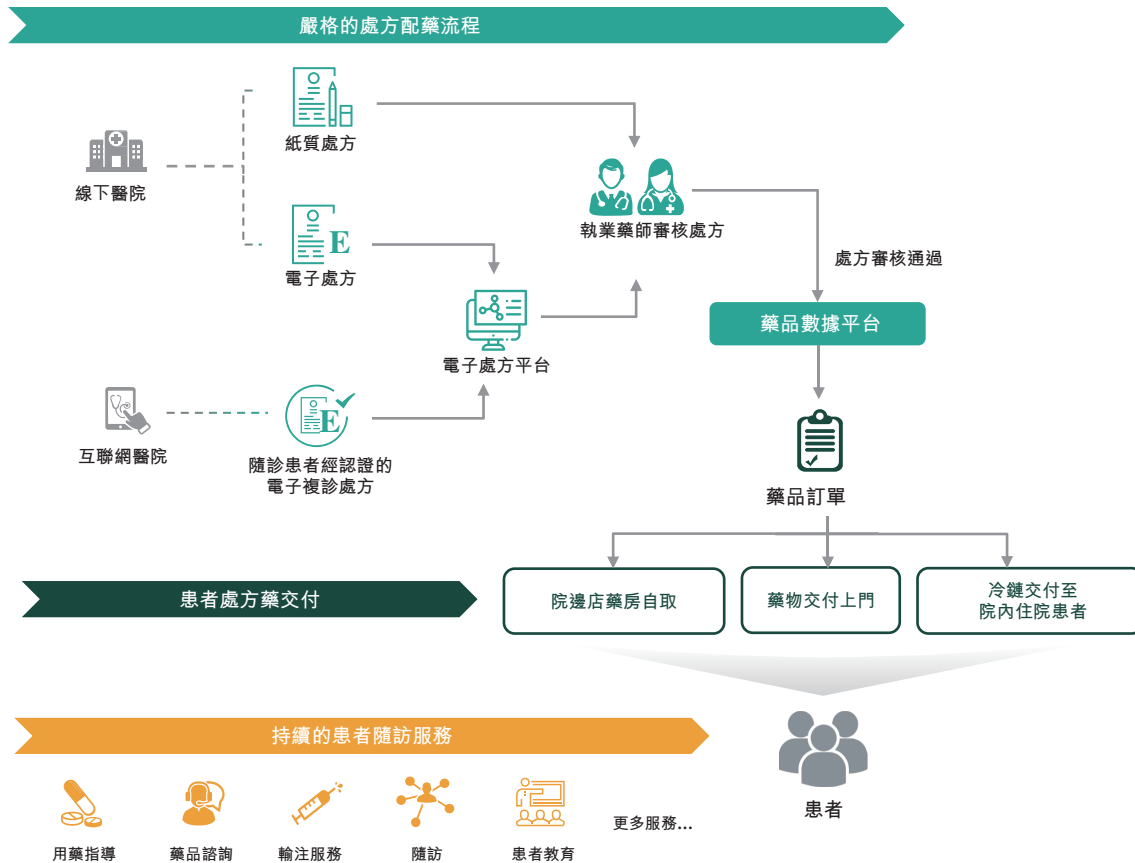 嚴格的處方配藥流程
紙質處方
線下醫院
E
電子處方
執業藥師審核處方
處方審核通過
藥品數據平台
電子處方平台
E
互聯網醫院
隨診患者經認證的
電子複診處方
藥品訂單
患者處方藥交付
院邊店藥房自取
藥物交付上門
冷鏈交付至
院內住院患者
持續的患者隨訪服務
患者
用藥指導
藥品諮詢
輸注服務
隨訪
患者教育
更多服務...